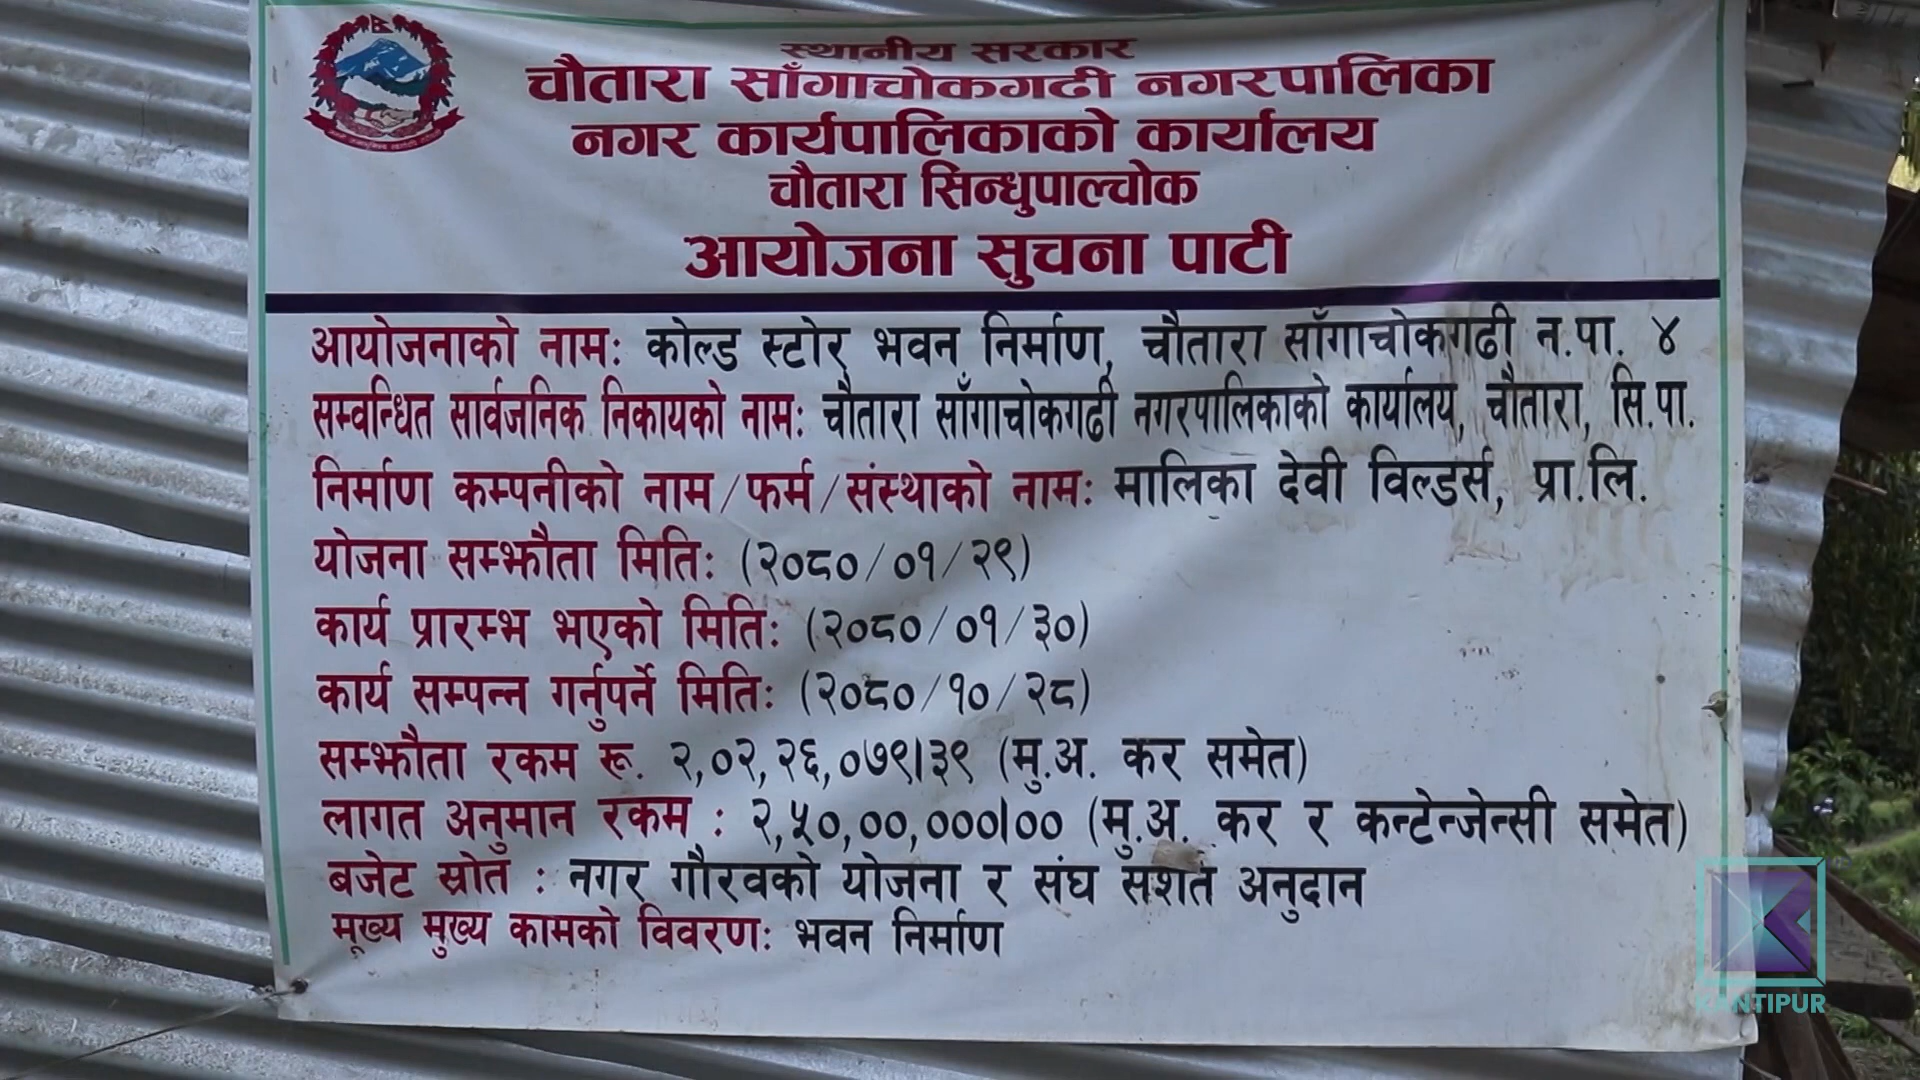 स्थानीय सरकार
चौतारा साँगाचोकगढी नगरपालिका
नगर कार्यपालिकाको कार्यालय
चौतारा सिन्धुपाल्चोक
आयोजना सुचना पाटी
आयोजनाको नामः कोल्ड स्टोर भवन निर्माण, चौतारा साँगाचोकगढी न.पा. ४
सम्वन्धित सार्वजनिक निकायको नामः चौतारा साँगाचोकगढी नगरपालिकाको कार्यालय, चौतारा, सि.पा.
निर्माण कम्पनीको नाम/फर्म/संस्थाको नामः मालिका देवी विल्डर्स, प्रा.लि.
योजना सम्झौता मितिः (२०८०/०१/२९)
कार्य प्रारम्भ भएको मितिः (२०८०/०१/३०)
कार्य सम्पन्न गर्नुपर्ने मितिः (२०८०/१०/२८)
सम्झौता रकम रू. २,०२,२६,०७९।३९ (मु.अ. कर समेत)
लागत अनुमान रकम : २,५०,००,०००।०० (मु.अ. कर र कन्टेन्जेन्सी समेत)
बजेट स्रोत : नगर गौरवको योजना र संघ सशर्त अनुदान
मूख्य मुख्य कामको विवरणः भवन निर्माण
KANTIPUR